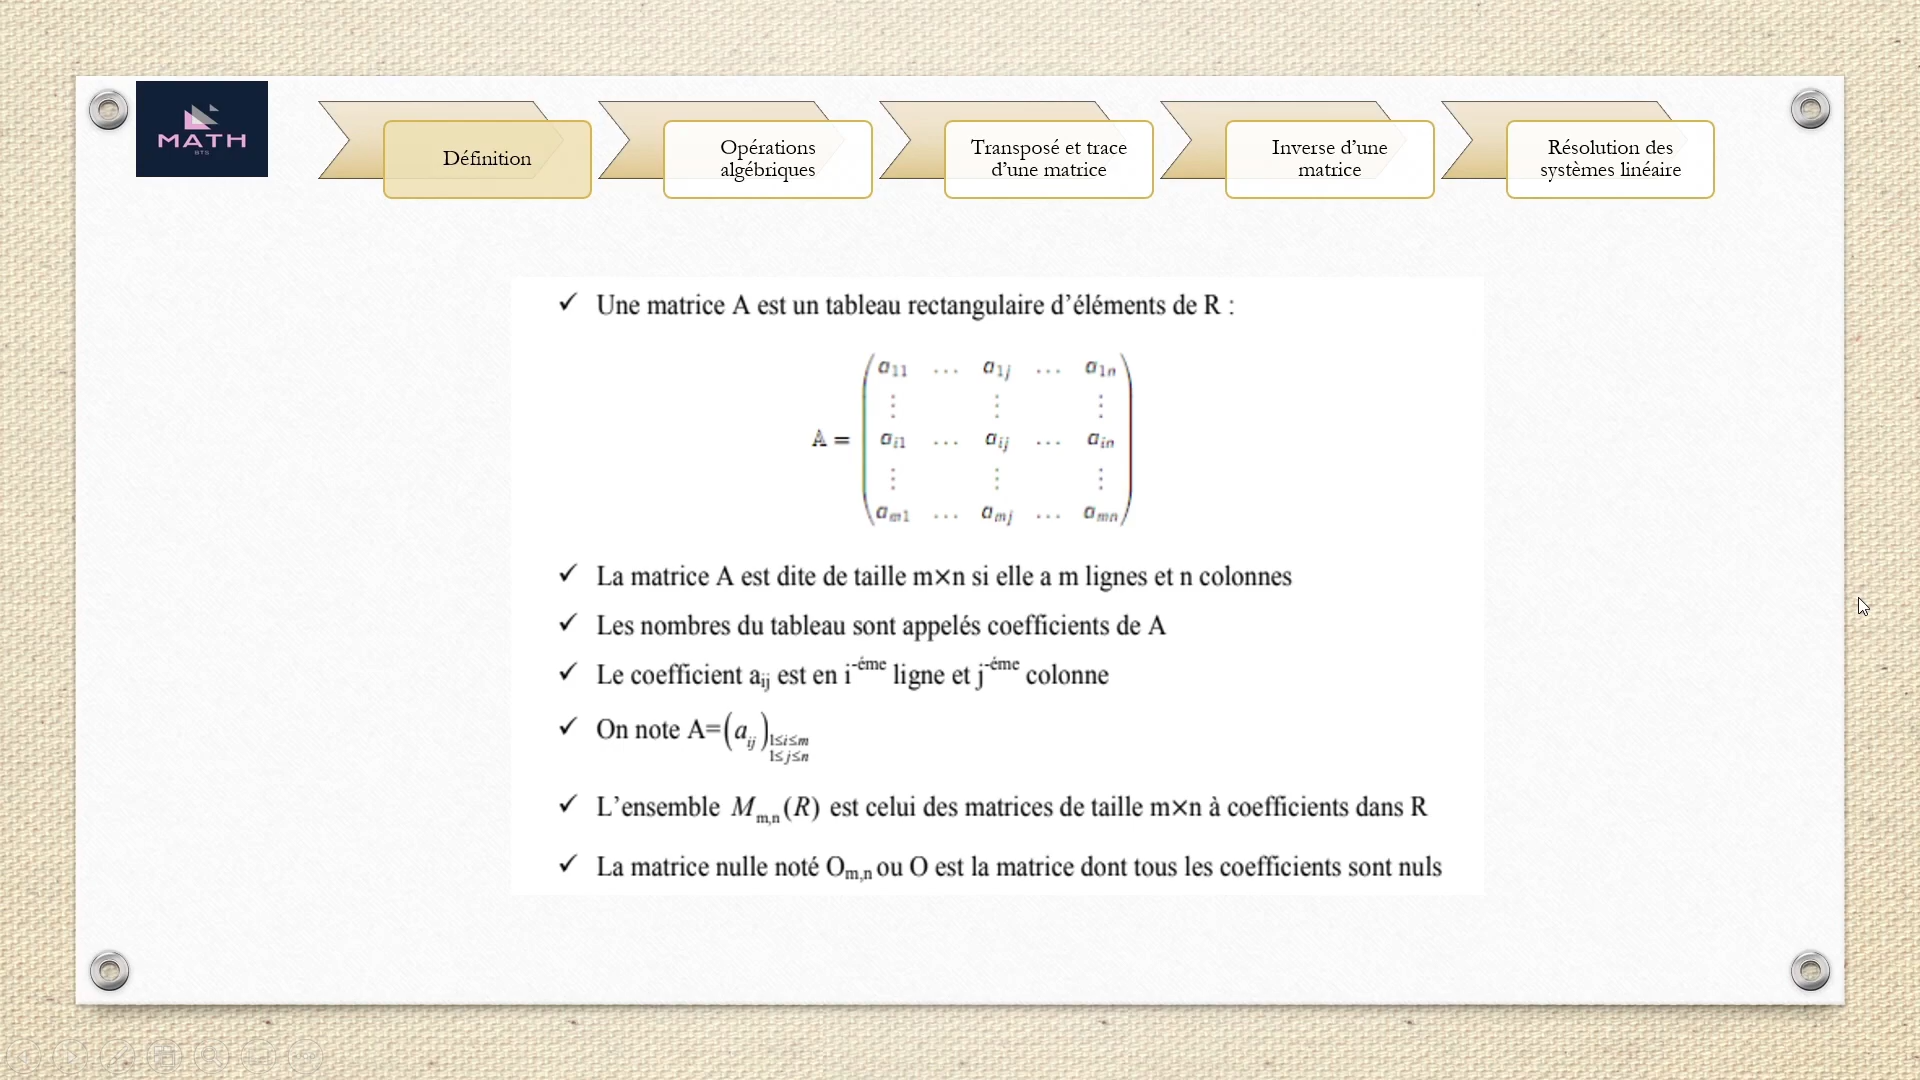 MATH
BTS
Définition
Opérations
algébriques
Transposé et trace
d’une matrice
Inverse d’une
matrice
Résolution des
systèmes linéaire
✓ Une matrice A est un tableau rectangulaire d’éléments de R :
a₁₁ … a₁ⱼ … a₁ₙ
⋮ ⋮ ⋮
𝔸 = aᵢ₁ … aᵢⱼ … aᵢₙ
⋮ ⋮ ⋮
aₘ₁ … aₘⱼ … aₘₙ
✓ La matrice A est dite de taille m×n si elle a m lignes et n colonnes
✓ Les nombres du tableau sont appelés coefficients de A
✓ Le coefficient aᵢⱼ est en i-éme ligne et j-éme colonne
✓ On note A=(aᵢⱼ)1≤i≤m
1≤j≤n
✓ L’ensemble Mm,n(R) est celui des matrices de taille m×n à coefficients dans R
✓ La matrice nulle noté Om,n ou O est la matrice dont tous les coefficients sont nuls